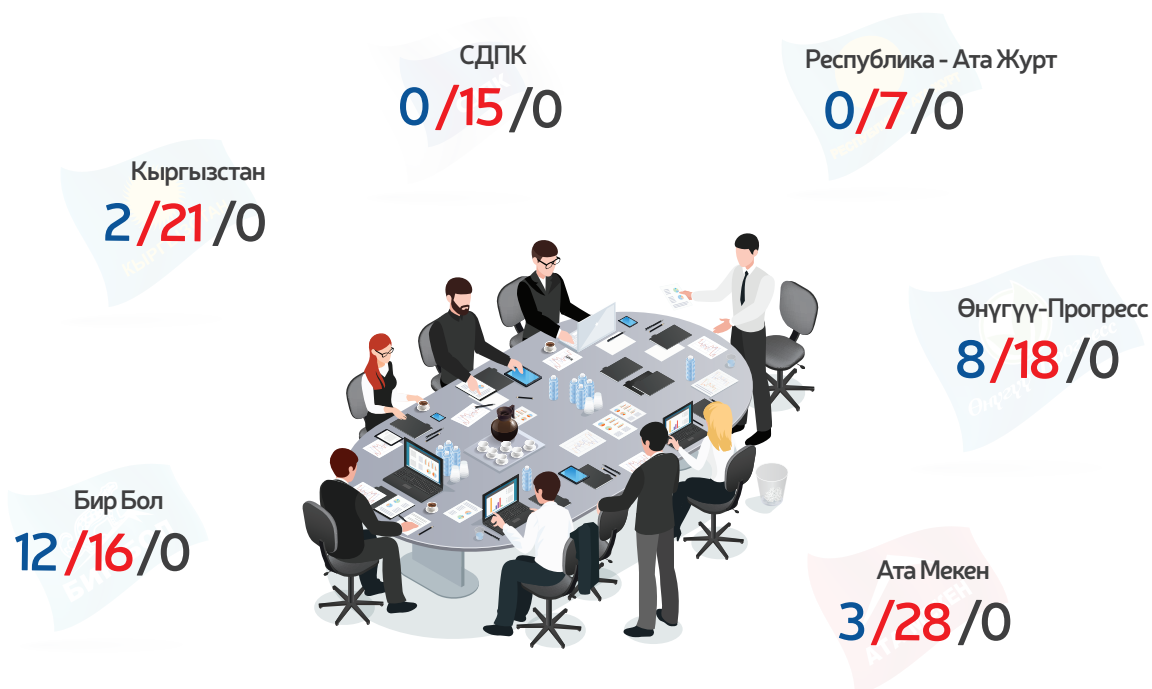 СДПК
0/15/0
Республика - Ата Журт
0/7/0
Кыргызстан
2/21/0
Өнүгүү-Прогресс
8/18/0
Бир Бол
12/16/0
Ата Мекен
3/28/0